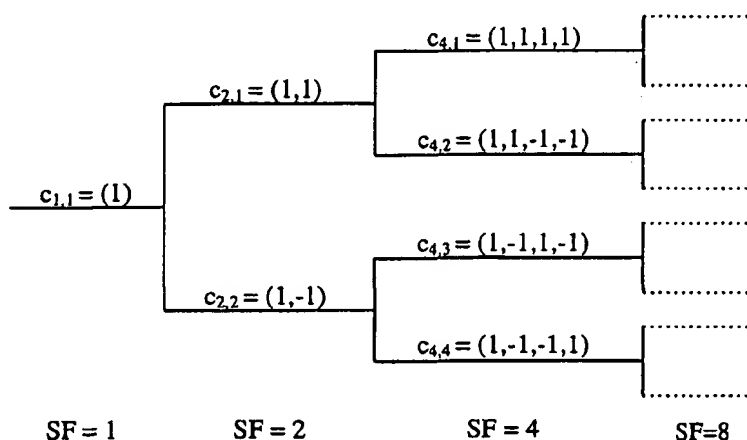 c4,1 = (1,1,1,1)
c2,1 = (1,1)
c4,2 = (1,1,-1,-1)
c1,1 = (1)
c4,3 = (1,-1,1,-1)
c2,2 = (1,-1)
c4,4 = (1,-1,-1,1)
SF = 1 SF = 2 SF = 4 SF=8